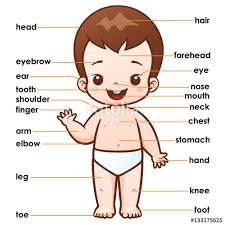 head
hair
forehead
eyebrow
eye
ear
tooth
nose
shoulder
mouth
finger
neck
chest
arm
elbow
stomach
hand
leg
knee
toe
foot
#133175625